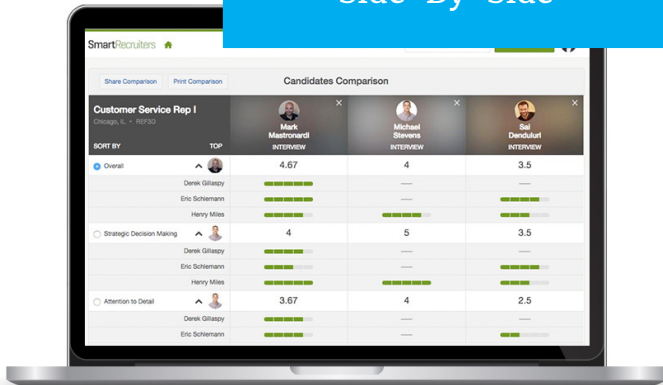 Side-By-Side
SmartRecruiters
Share Comparison Print Comparison Candidates Comparison
Customer Service Rep I
Chicago, IL • REF3D
SORT BY TOP
Mark Mastronardi INTERVIEW
Michael Stevens INTERVIEW
Sai Denduluri INTERVIEW
Overall 4.67 4 3.5
Derek Gillaspy
Eric Schlemann
Henry Miles
Strategic Decision Making 4 5 3.5
Derek Gillaspy
Eric Schlemann
Henry Miles
Attention to Detail 3.67 4 2.5
Derek Gillaspy
Eric Schlemann